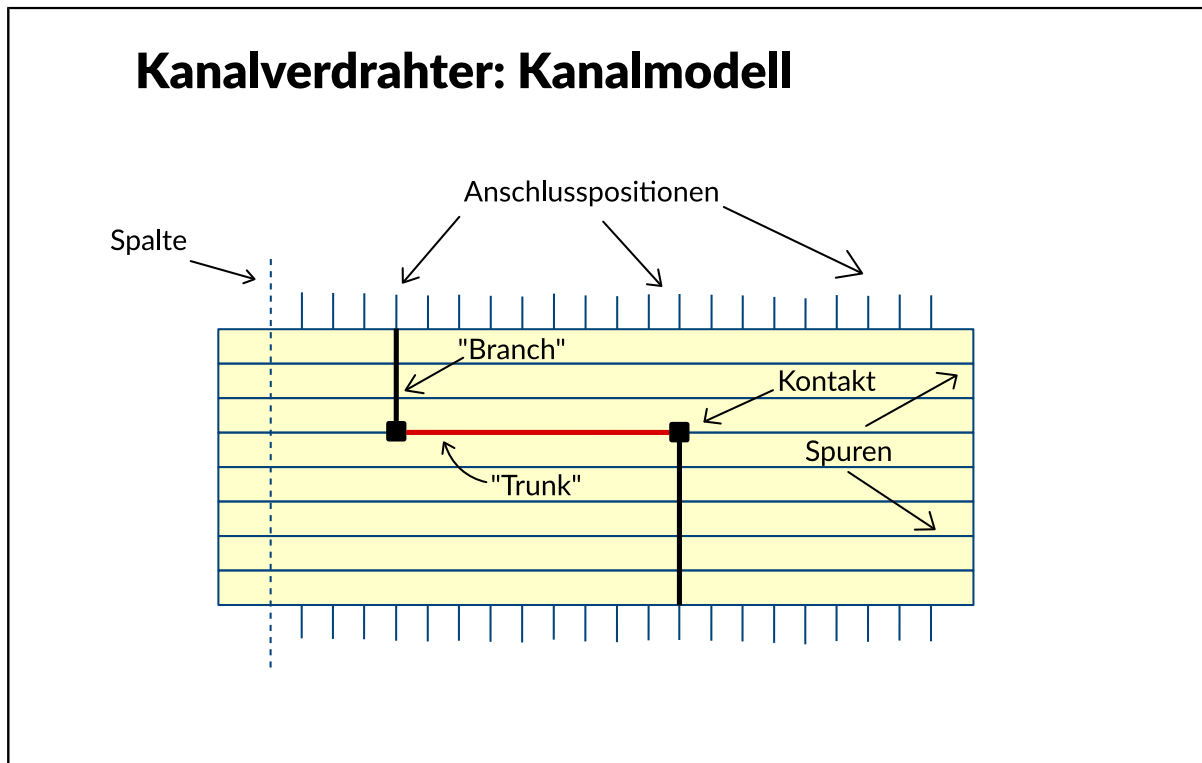 Kanalverdrahter: Kanalmodell
Anschlusspositionen
Spalte
"Branch"
Kontakt
Spuren
"Trunk"